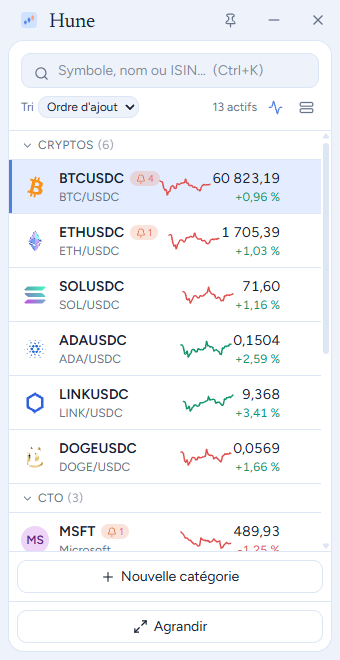 Hune
Symbole, nom ou ISIN... (Ctrl+K)
Tri Ordre d'ajout 13 actifs
CRYPTOS (6)
BTCUSDC 4 60 823,19
BTC/USDC +0,96 %
ETHUSDC 1 1 705,39
ETH/USDC +1,03 %
SOLUSDC 71,60
SOL/USDC +1,16 %
ADAUSDC 0,1504
ADA/USDC +2,59 %
LINKUSDC 9,368
LINK/USDC +3,41 %
DOGEUSDC 0,0569
DOGE/USDC +1,66 %
CTO (3)
MS MSFT 1 489,93
Microsoft -1,25 %
+ Nouvelle catégorie
Agrandir